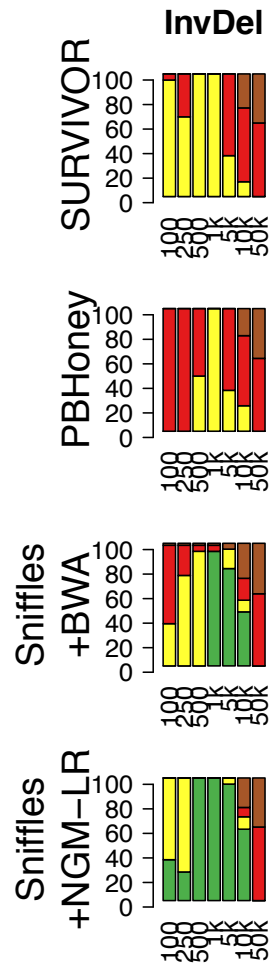 InvDel
SURVIVOR
100
80
60
40
20
0
100
250
500
1k
5k
10k
50k
PBHoney
100
80
60
40
20
0
100
250
500
1k
5k
10k
50k
Sniffles
+BWA
100
80
60
40
20
0
100
250
500
1k
5k
10k
50k
Sniffles
+NGM−LR
100
80
60
40
20
0
100
250
500
1k
5k
10k
50k